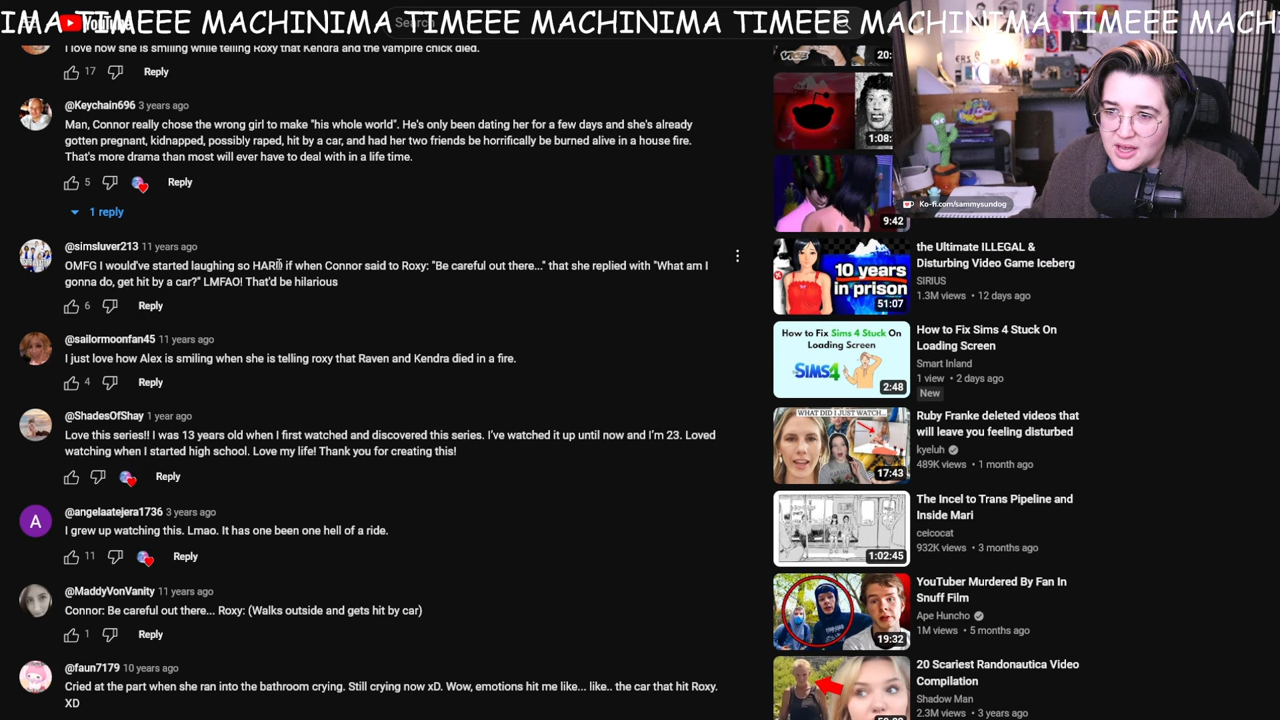 IMA TIMEEE MACHINIMA TIMEEE MACHINIMA TIMEEE MACHINIMA TIMEEE MACH
Search
I love how she is smiling while telling Roxy that Kendra and the vampire chick died.
17 Reply
@Keychain696 3 years ago
Man, Connor really chose the wrong girl to make "his whole world". He's only been dating her for a few days and she's already
gotten pregnant, kidnapped, possibly died, hit by a car, and had her two friends be horrifically be burned alive in a house fire.
That's more drama than most will ever have to deal with in a life time.
5 Reply
1 reply
@simsluver213 11 years ago
OMFG I would've started laughing so HARD if when Connor said to Roxy: "Be careful out there..." that she replied with "What am I
gonna do, get hit by a car?" LMFAO! That'd be hilarious
6 Reply
11 years ago
I just love how Alex is smiling when she is telling roxy that Raven and Kendra died in a fire.
4 Reply
@ShadesOfShay 1 year ago
Love this series!! I was 13 years old when I first watched and discovered this series. I've watched it up until now and I'm 23. Loved
watching when I started high school. Love my life! Thank you for creating this!
Reply
@angelaatejera1735 3 years ago
A
I grew up watching this. Lmao. It has one been one hell of a ride.
11 Reply
@MaddyVonVanity 11 years ago
Connor: Be careful out there... Roxy: (Walks outside and gets hit by car)
1 Reply
@faun7179 10 years ago
Cried at the part when she ran into the bathroom crying. Still crying now xD. Wow, emotions hit me like... like.. the car that hit Roxy.
XD
VICE
20:
1:08:
9:42
Ko-fi.com/sammysundog
10 years
in prison
51:07
the Ultimate ILLEGAL &
Disturbing Video Game Iceberg
SIRIUS
1.3M views • 12 days ago
How to Fix Sims 4 Stuck On
Loading Screen
SIMS4
2:48
How to Fix Sims 4 Stuck On
Loading Screen
Smart Inland
1 view • 2 days ago
New
WHAT DID I JUST WATCH...
17:43
Ruby Franke deleted videos that
will leave you feeling disturbed
kyeluh
489K views • 1 month ago
1:02:45
The Incel to Trans Pipeline and
Inside Mari
ceicocat
932K views • 3 months ago
19:32
YouTuber Murdered By Fan In
Snuff Film
Ape Huncho
1M views • 5 months ago
20 Scariest Randonautica Video
Compilation
Shadow Man
2.3M views • 3 years ago